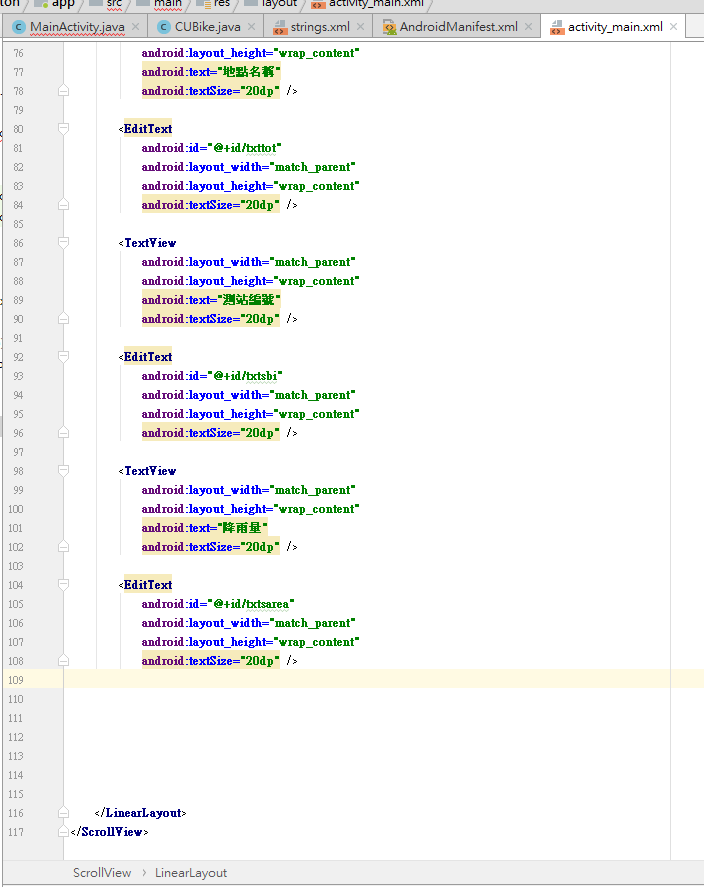 ton app src main res layout activity_main.xml
MainActivity.java × CUBike.java × strings.xml × AndroidManifest.xml × activity_main.xml ×
76 android:layout_height="wrap_content"
77 android:text="地點名稱"
78 android:textSize="20dp" />
79
80 <EditText
81 android:id="@+id/txttot"
82 android:layout_width="match_parent"
83 android:layout_height="wrap_content"
84 android:textSize="20dp" />
85
86 <TextView
87 android:layout_width="match_parent"
88 android:layout_height="wrap_content"
89 android:text="測站編號"
90 android:textSize="20dp" />
91
92 <EditText
93 android:id="@+id/txtsbi"
94 android:layout_width="match_parent"
95 android:layout_height="wrap_content"
96 android:textSize="20dp" />
97
98 <TextView
99 android:layout_width="match_parent"
100 android:layout_height="wrap_content"
101 android:text="降雨量"
102 android:textSize="20dp" />
103
104 <EditText
105 android:id="@+id/txtsarea"
106 android:layout_width="match_parent"
107 android:layout_height="wrap_content"
108 android:textSize="20dp" />
109
110
111
112
113
114
115
116 </LinearLayout>
117 </ScrollView>
ScrollView › LinearLayout